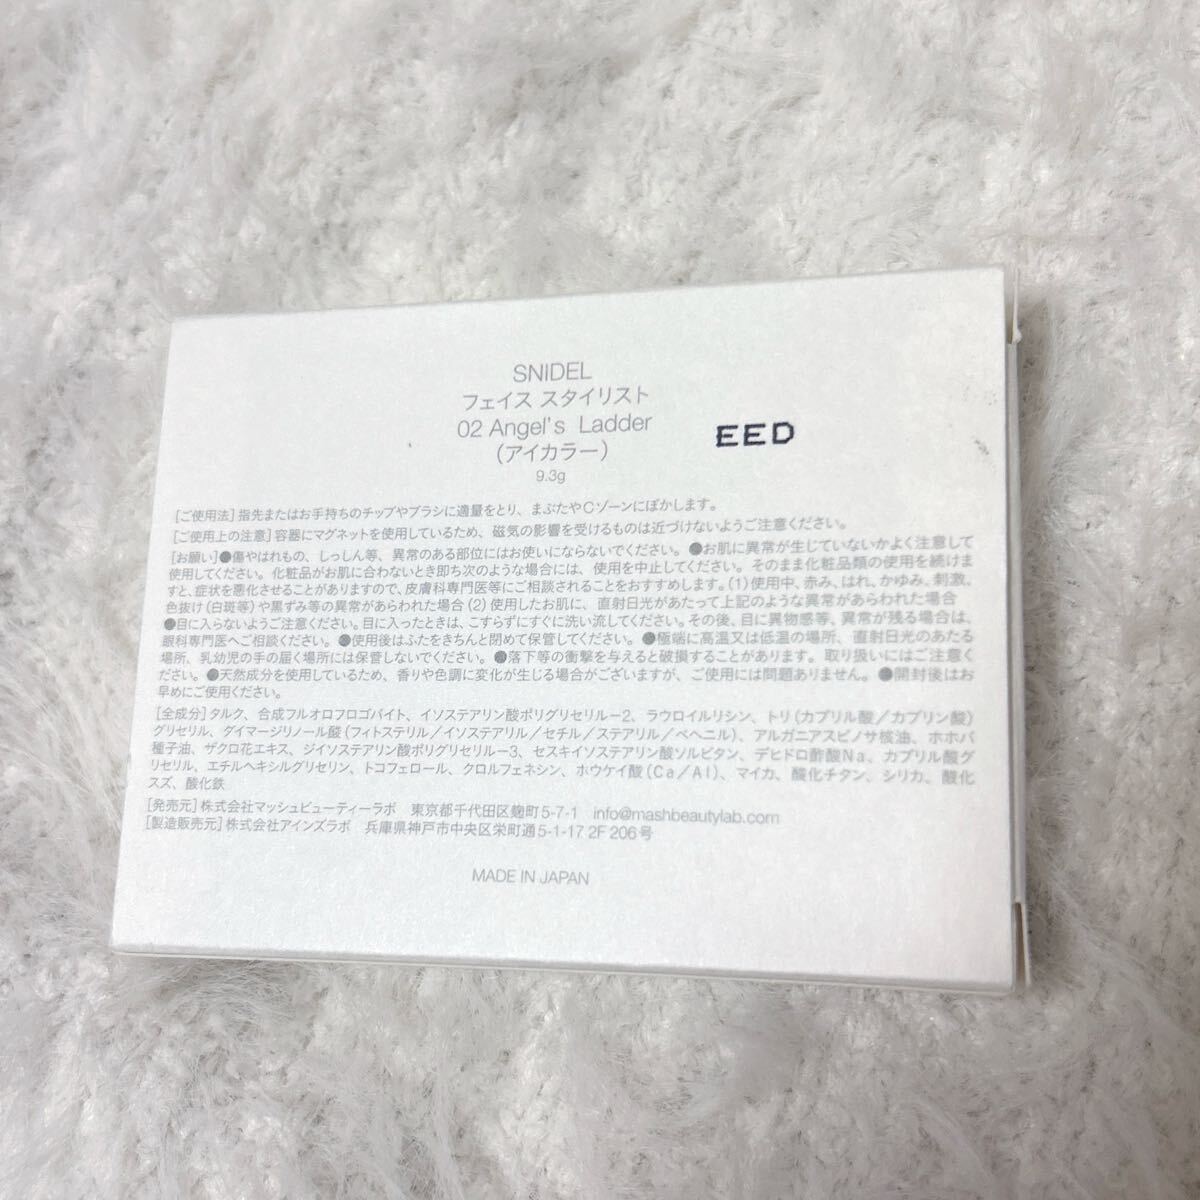 SNIDEL
フェイス スタイリスト
02 Angel's Ladder
（アイカラー）
9.3g
EED
［ご使用法］指先またはお手持ちのチップやブラシに適量をとり、まぶたやCゾーンにぼかします。
［ご使用上の注意］容器にマグネットを使用しているため、磁気の影響を受けるものは近づけないようご注意ください。
［お願い］●傷やはれもの、しっしん等、異常のある部位にはお使いにならないでください。●お肌に異常が生じていないかよく注意して
使用してください。化粧品がお肌に合わないとき即ち次のような場合には、使用を中止してください。そのまま化粧品類の使用を続けま
すと、症状を悪化させることがありますので、皮膚科専門医等にご相談されることをおすすめします。（1）使用中、赤み、はれ、かゆみ、刺激、
色抜け（白斑等）や黒ずみ等の異常があらわれた場合（2）使用したお肌に、直射日光があたって上記のような異常があらわれた場合
●目に入らないようご注意ください。目に入ったときは、こすらずにすぐに洗い流してください。その後、目に異物感等、異常が残る場合は、
眼科専門医へご相談ください。●使用後はふたをきちんと閉めて保管してください。●極端に高温又は低温の場所、直射日光のあたる
場所、乳幼児の手の届く場所には保管しないでください。●落下等の衝撃を与えると破損することがあります。取り扱いにはご注意く
ださい。●天然成分を使用しているため、香りや色調に変化が生じる場合がございますが、ご使用には問題ありません。●開封後はお
早めにご使用ください。
［全成分］タルク、合成フルオロフロゴパイト、イソステアリン酸ポリグリセリル－2、ラウロイルリシン、トリ（カプリル酸／カプリン酸）
グリセリル、ダイマージリノール酸（フィトステリル／イソステアリル／セチル／ステアリル／ベヘニル）、アルガニアスピノサ核油、ホホバ
種子油、ザクロ花エキス、ジイソステアリン酸ポリグリセリル－3、セスキイソステアリン酸ソルビタン、デヒドロ酢酸Na、カプリル酸グ
リセリル、エチルヘキシルグリセリン、トコフェロール、クロルフェネシン、ホウケイ酸（Ca／Al）、マイカ、酸化チタン、シリカ、酸化
スズ、酸化鉄
［発売元］株式会社マッシュビューティーラボ 東京都千代田区麹町5-7-1 info@mashbeautylab.com
［製造販売元］株式会社アインズラボ 兵庫県神戸市中央区栄町通5-1-17 2F 206号
MADE IN JAPAN